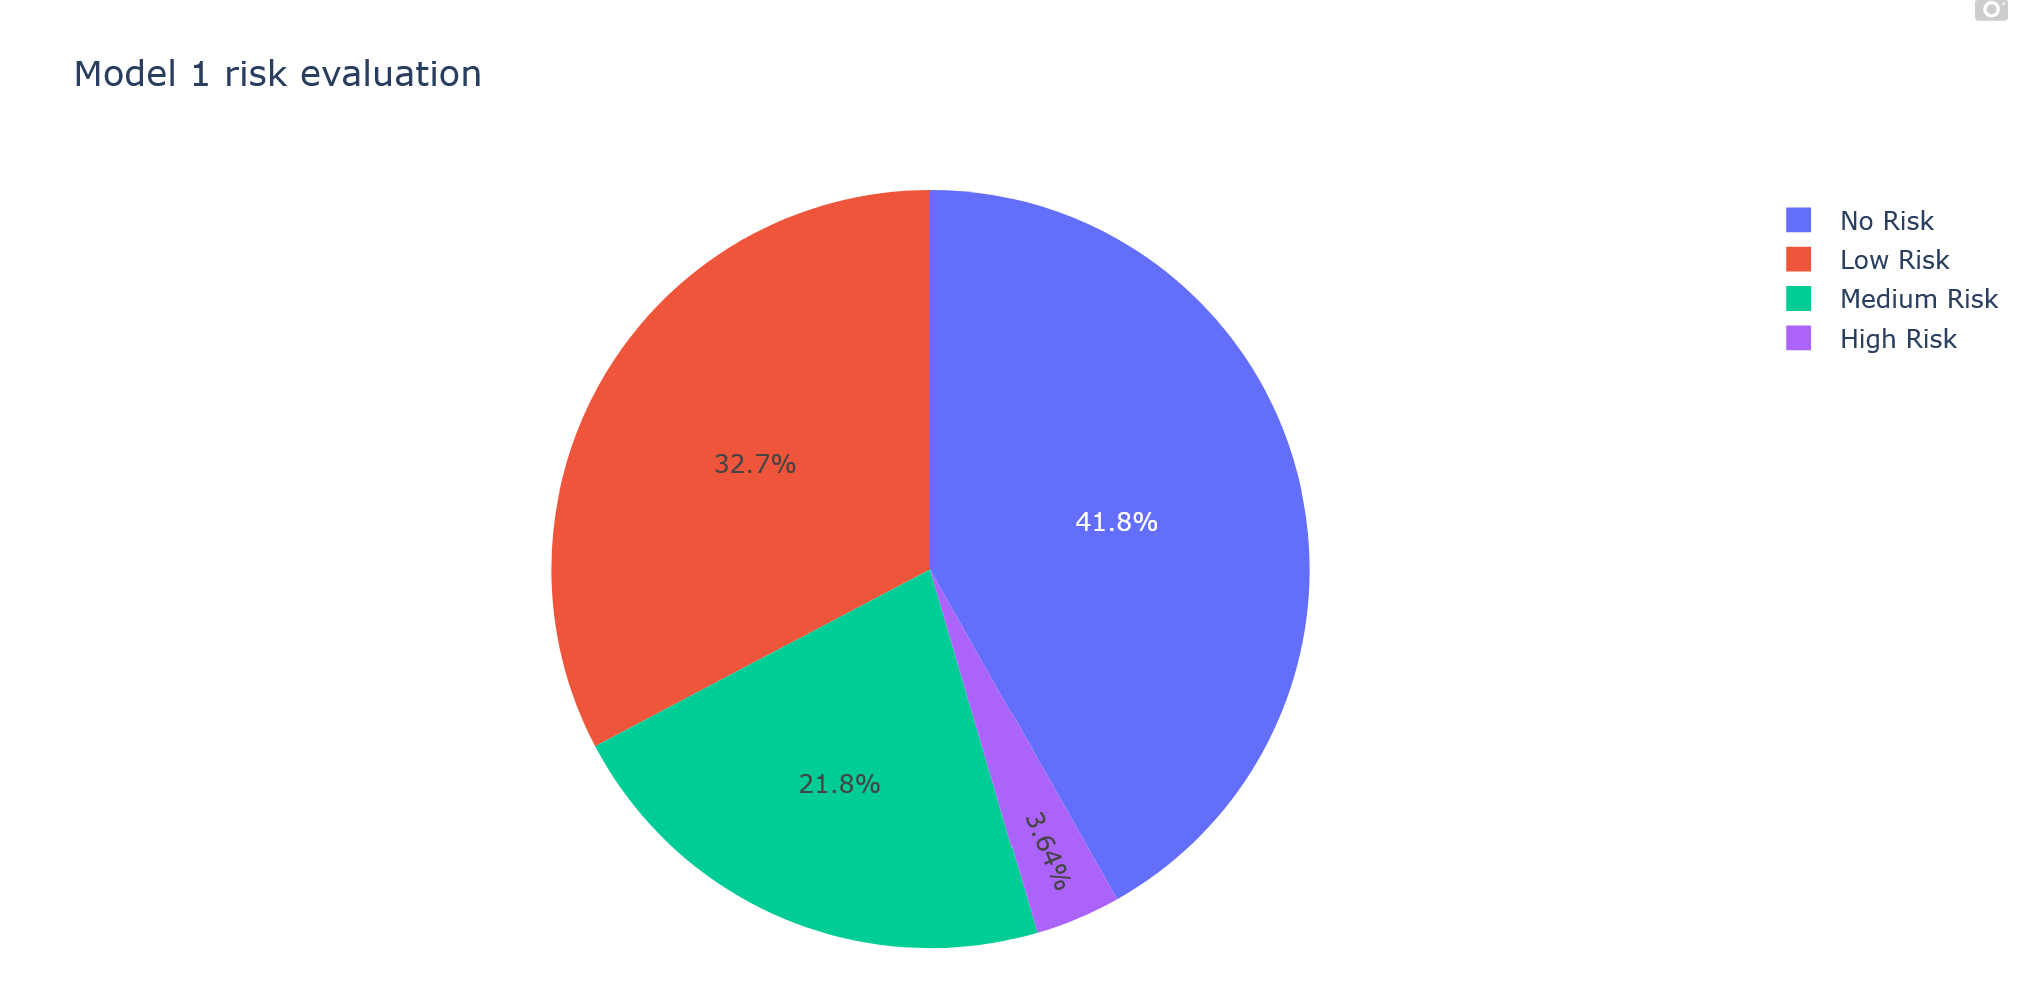 Model 1 risk evaluation
No Risk
Low Risk
Medium Risk
High Risk
32.7%
41.8%
21.8%
3.64%